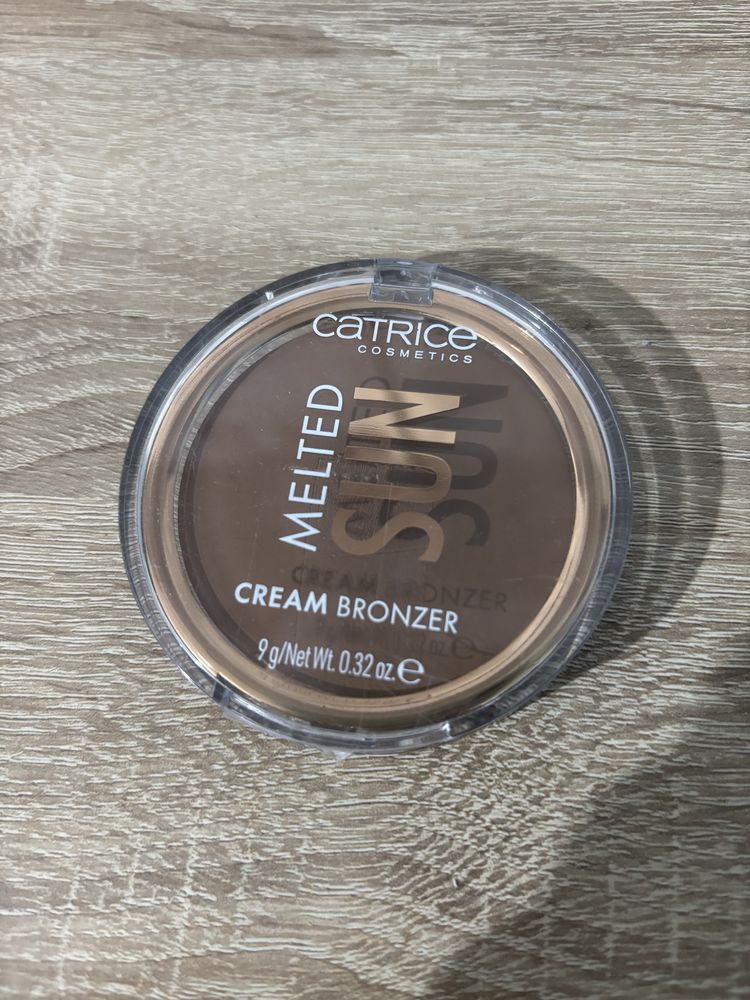 CATRICE
COSMETICS
MELTED
SUN
CREAM BRONZER
9 g/Net Wt. 0.32 oz. ℮